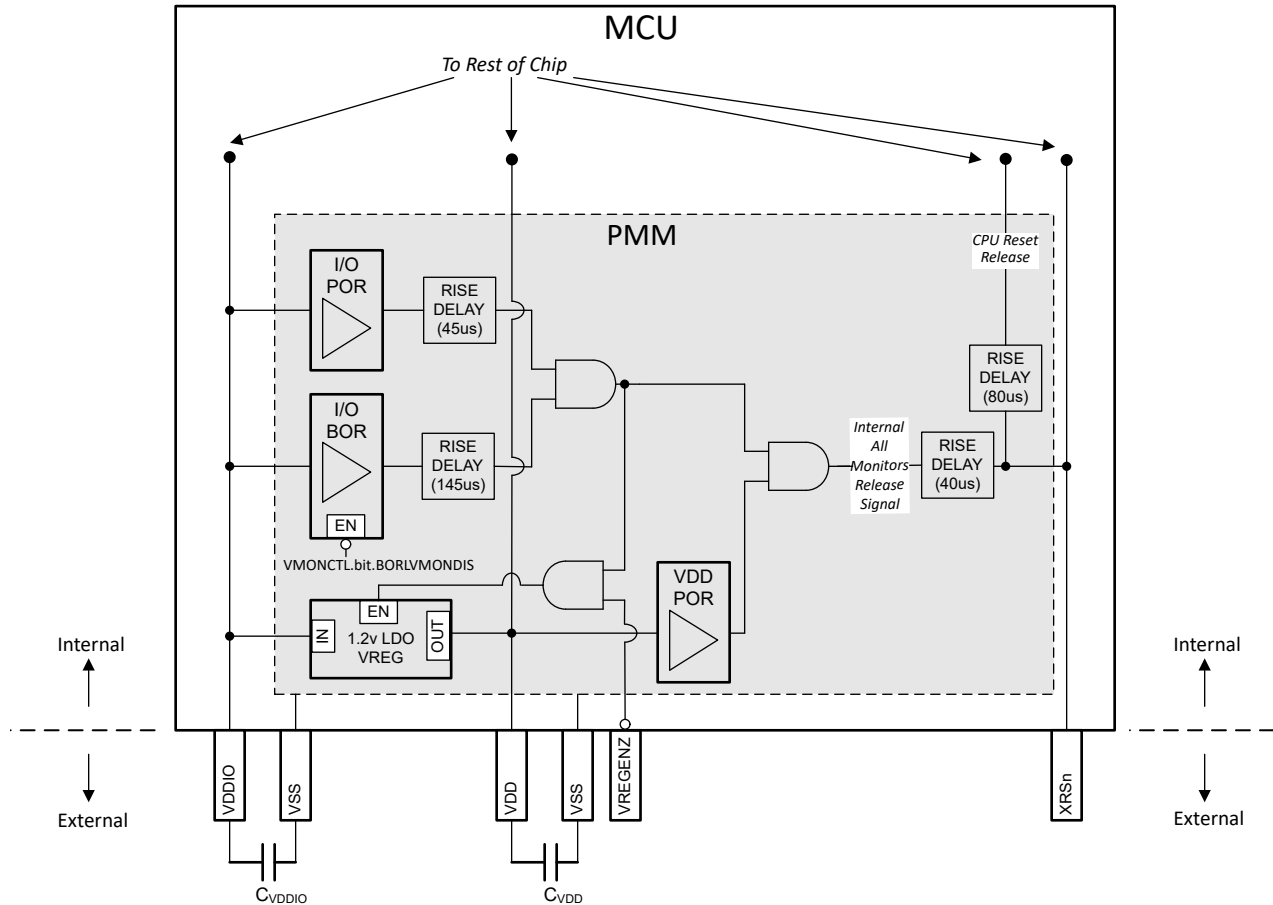 MCU
To Rest of Chip
PMM
CPU Reset
Release
I/O
POR
RISE
DELAY
(45us)
RISE
DELAY
(80us)
I/O
BOR
EN
RISE
DELAY
(145us)
Internal
All
Monitors
Release
Signal
RISE
DELAY
(40us)
VMONCTL.bit.BORLVMONDIS
EN
IN
1.2v LDO
VREG
OUT
VDD
POR
Internal
External
Internal
External
VDDIO
VSS
VDD
VSS
VREGENZ
XRSn
CVDDIO
CVDD